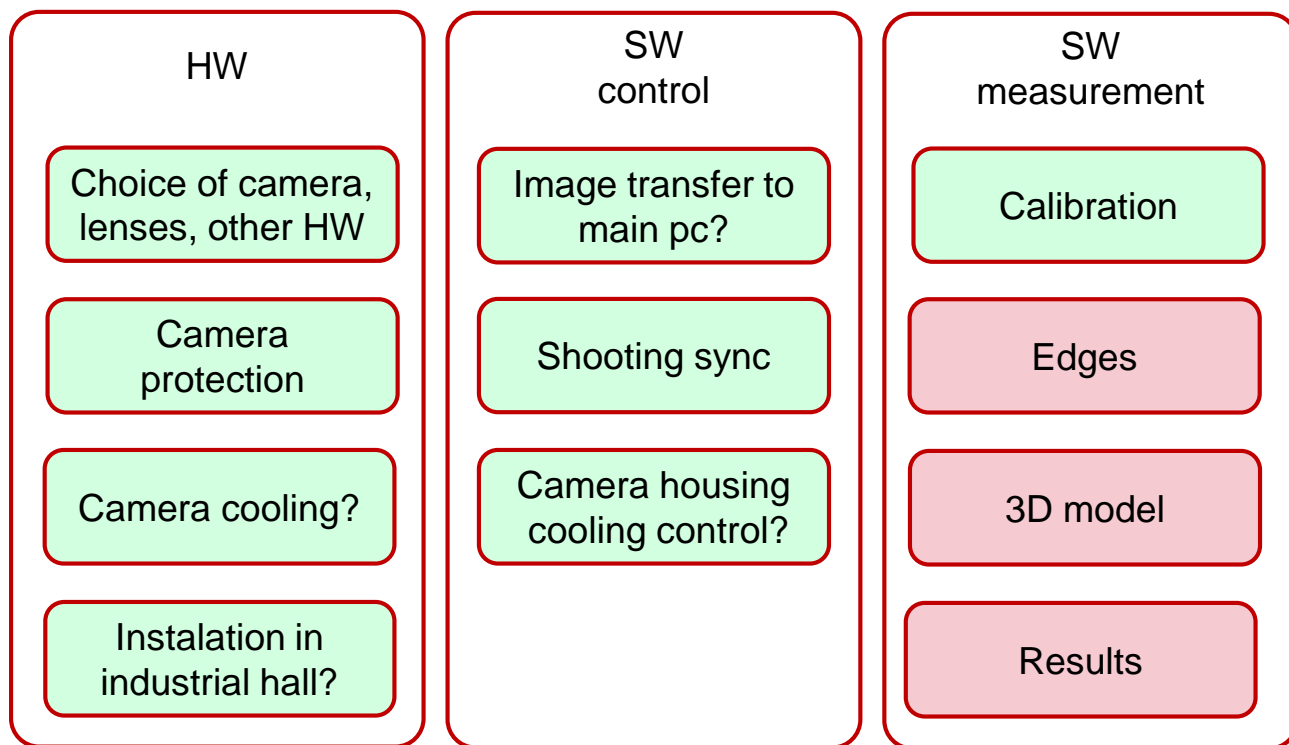 HW
Choice of camera,
lenses, other HW
Camera
protection
Camera cooling?
Instalation in
industrial hall?
SW
control
Image transfer to
main pc?
Shooting sync
Camera housing
cooling control?
SW
measurement
Calibration
Edges
3D model
Results